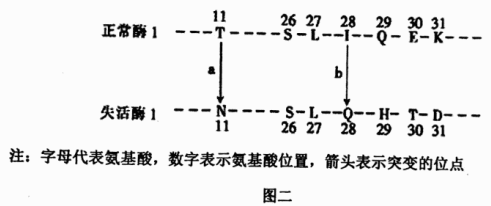 11 26 27 28 29 30 31
正常酶1 ----T------S-L-I-Q-E-K----
a b
失活酶1 ----N------S-L-Q-H-T-D----
11 26 27 28 29 30 31
注:字母代表氨基酸,数字表示氨基酸位置,箭头表示突变的位点
图二